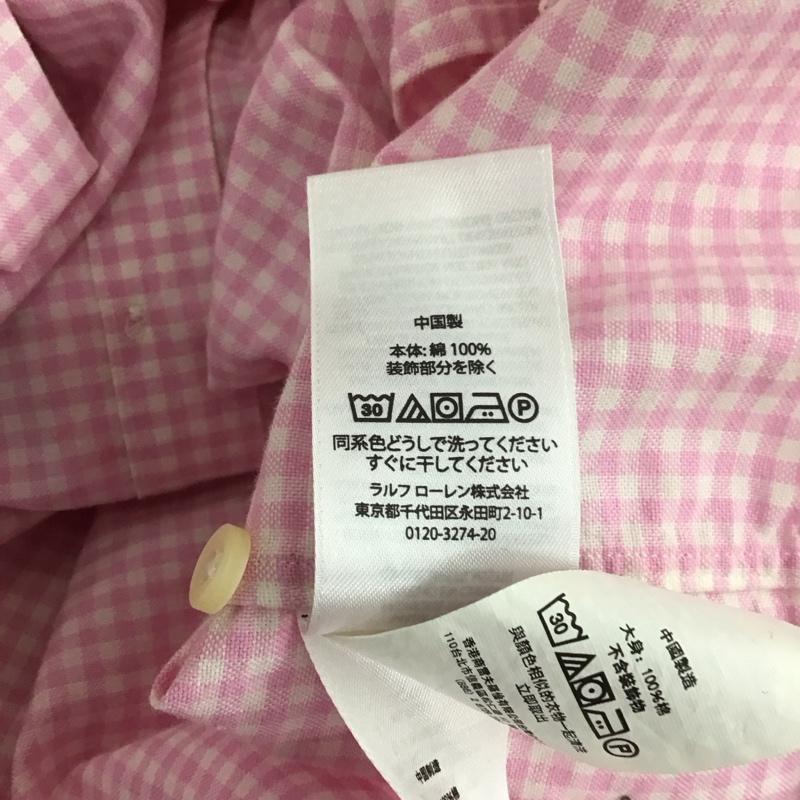 中国製
本体: 綿 100%
装飾部分を除く
30
P
同系色どうしで洗ってください
すぐに干してください
ラルフ ローレン株式会社
東京都千代田区永田町2-10-1
0120-3274-20
中國製造
大身: 100%棉
不含裝飾物
30
P
與顏色相似的衣物一起清洗
立即取出